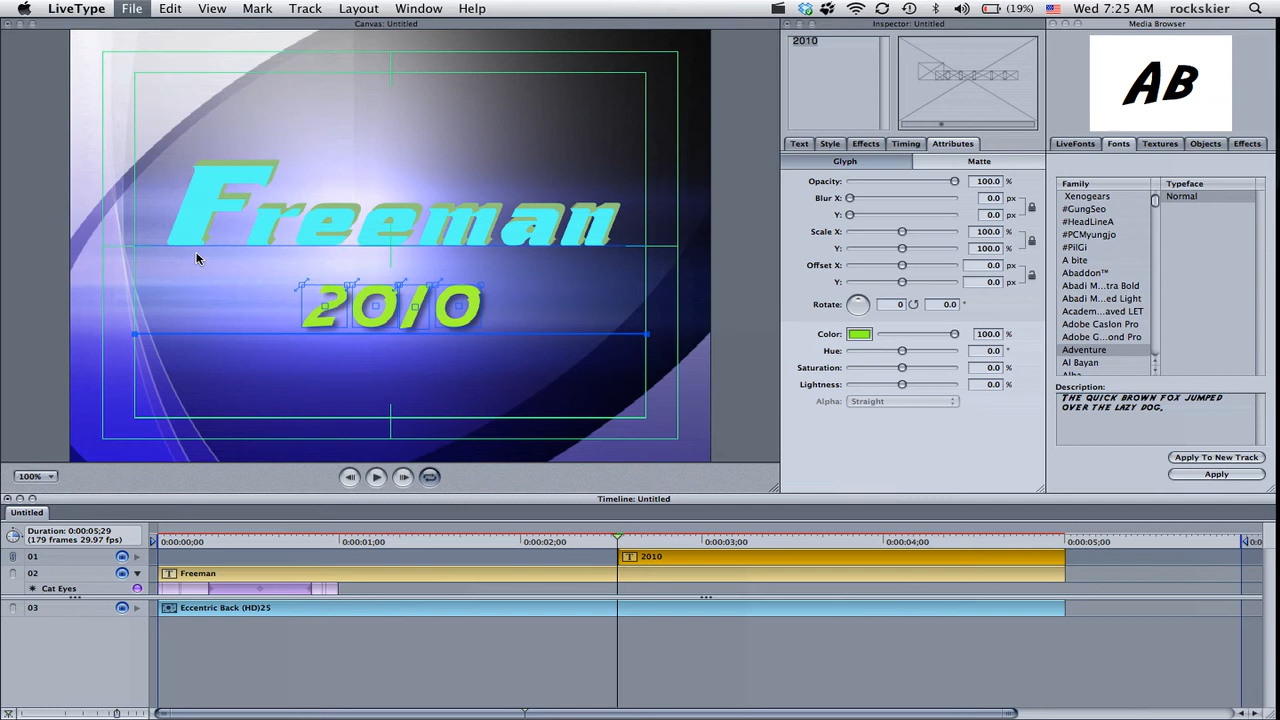 LiveType File Edit View Mark Track Layout Window Help (19%) Wed 7:25 AM rockskier
Canvas: Untitled
Inspector: Untitled
Media Browser
Freeman
2010
100%
2010
Text Style Effects Timing Attributes
Glyph Matte
Opacity: 100.0 %
Blur X: 0.0 px
Y: 0.0
Scale X: 100.0 %
Y: 100.0 %
Offset X: 0.0 px
Y: 0.0
Rotate: 0 0.0 °
Color: 100.0 %
Hue: 0.0 °
Saturation: 0.0 %
Lightness: 0.0 %
Alpha: Straight
AB
LiveFonts Fonts Textures Objects Effects
Family Typeface
Xenogears Normal
#GungSeo
#HeadLineA
#PCMyungjo
#PilGi
A bite
Abaddon™
Abadi M...tra Bold
Abadi M...ed Light
Academ...aved LET
Adobe Caslon Pro
Adobe G...ond Pro
Adventure
Al Bayan
Description:
THE QUICK BROWN FOX JUMPED
OVER THE LAZY DOG.
Apply To New Track
Apply
Timeline: Untitled
Untitled
Duration: 0:00:05;29
(179 frames 29.97 fps)
0:00:00;00 0:00:01;00 0:00:02;00 0:00:03;00 0:00:04;00 0:00:05;00
01 T 2010
02 T Freeman
Cat Eyes
03 Eccentric Back (HD)25